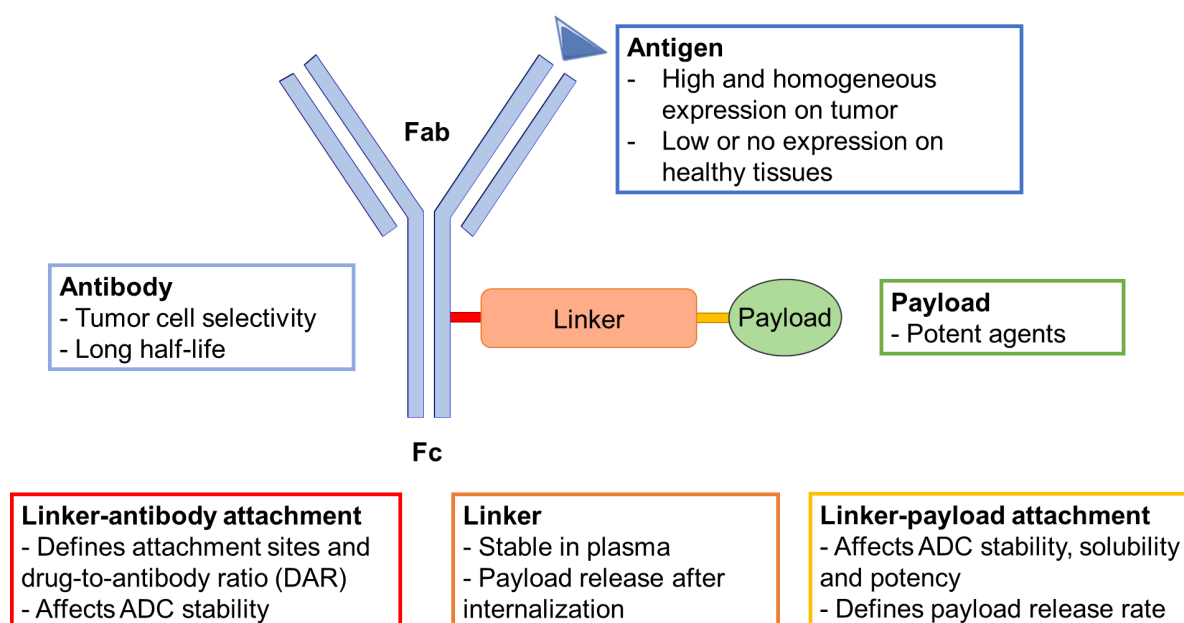 Antigen
- High and homogeneous
expression on tumor
- Low or no expression on
healthy tissues
Fab
Antibody
- Tumor cell selectivity
- Long half-life
Linker
Payload
Payload
- Potent agents
Fc
Linker-antibody attachment
- Defines attachment sites and
drug-to-antibody ratio (DAR)
- Affects ADC stability
Linker
- Stable in plasma
- Payload release after
internalization
Linker-payload attachment
- Affects ADC stability, solubility
and potency
- Defines payload release rate